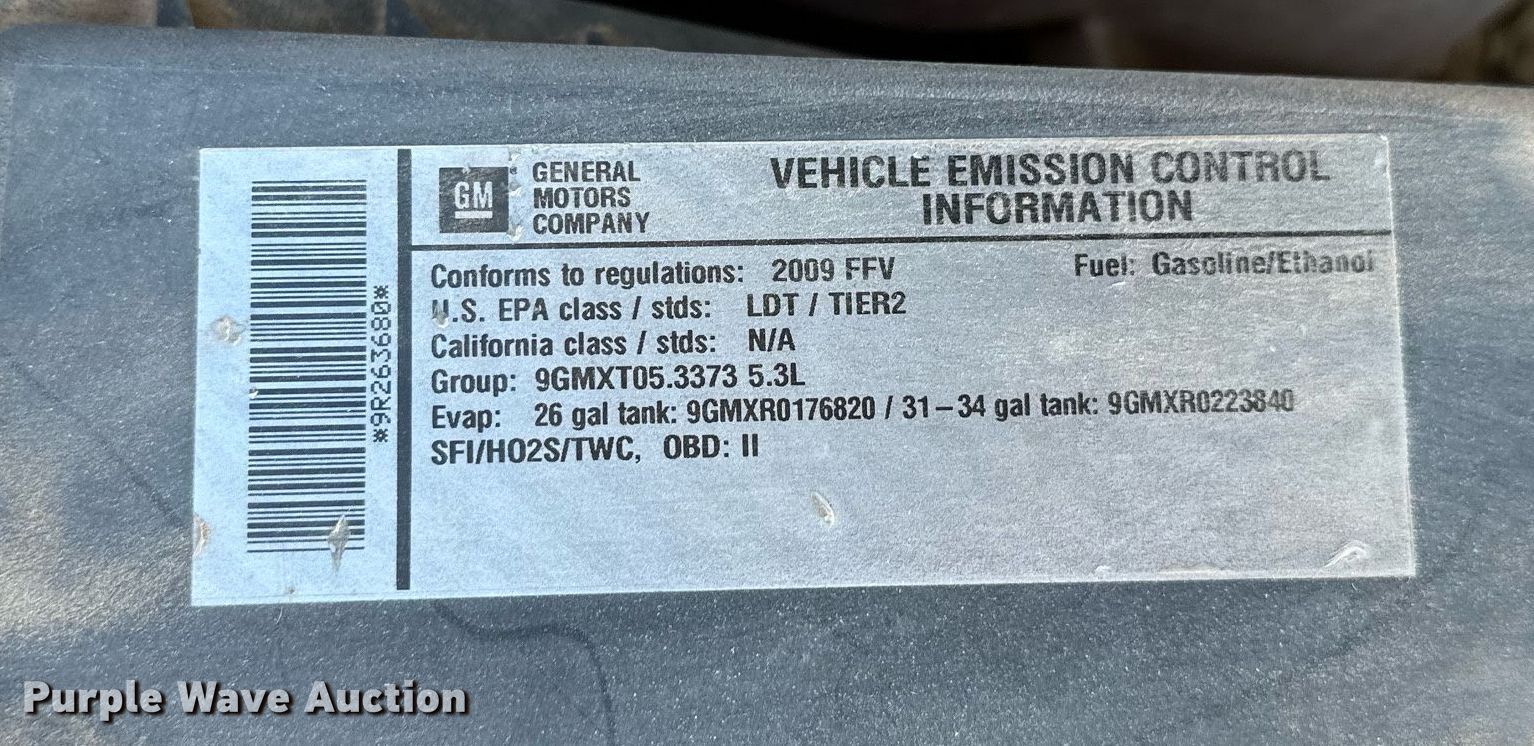 GM GENERAL
MOTORS
COMPANY
VEHICLE EMISSION CONTROL
INFORMATION
Conforms to regulations: 2009 FFV Fuel: Gasoline/Ethanol
U.S. EPA class / stds: LDT / TIER2
California class / stds: N/A
Group: 9GMXT05.3373 5.3L
Evap: 26 gal tank: 9GMXR0176820 / 31–34 gal tank: 9GMXR0223840
SFI/HO2S/TWC, OBD: II
*9R263680*
Purple Wave Auction